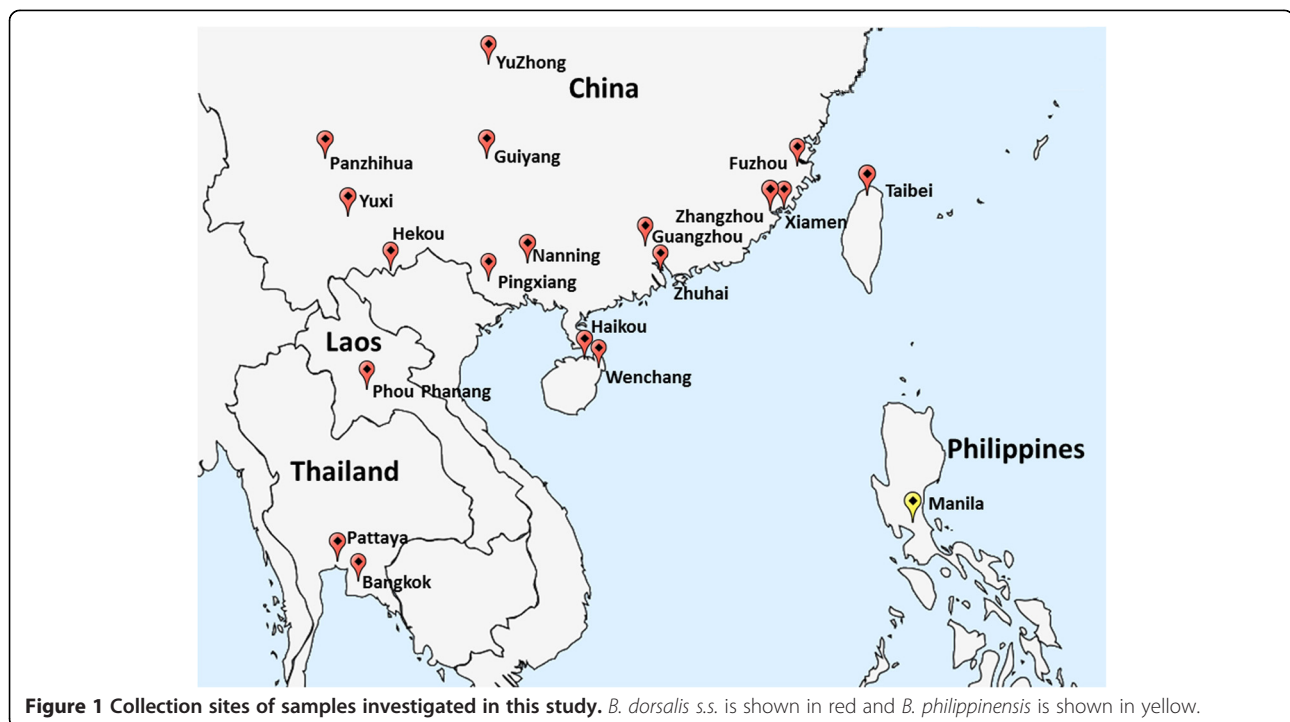 YuZhong
China
Panzhihua
Guiyang
Fuzhou
Yuxi
Taibei
Zhangzhou
Xiamen
Hekou
Guangzhou
Nanning
Pingxiang
Zhuhai
Haikou
Laos
Wenchang
Phou Phanang
Philippines
Thailand
Manila
Pattaya
Bangkok
Figure 1 Collection sites of samples investigated in this study. B. dorsalis s.s. is shown in red and B. philippinensis is shown in yellow.